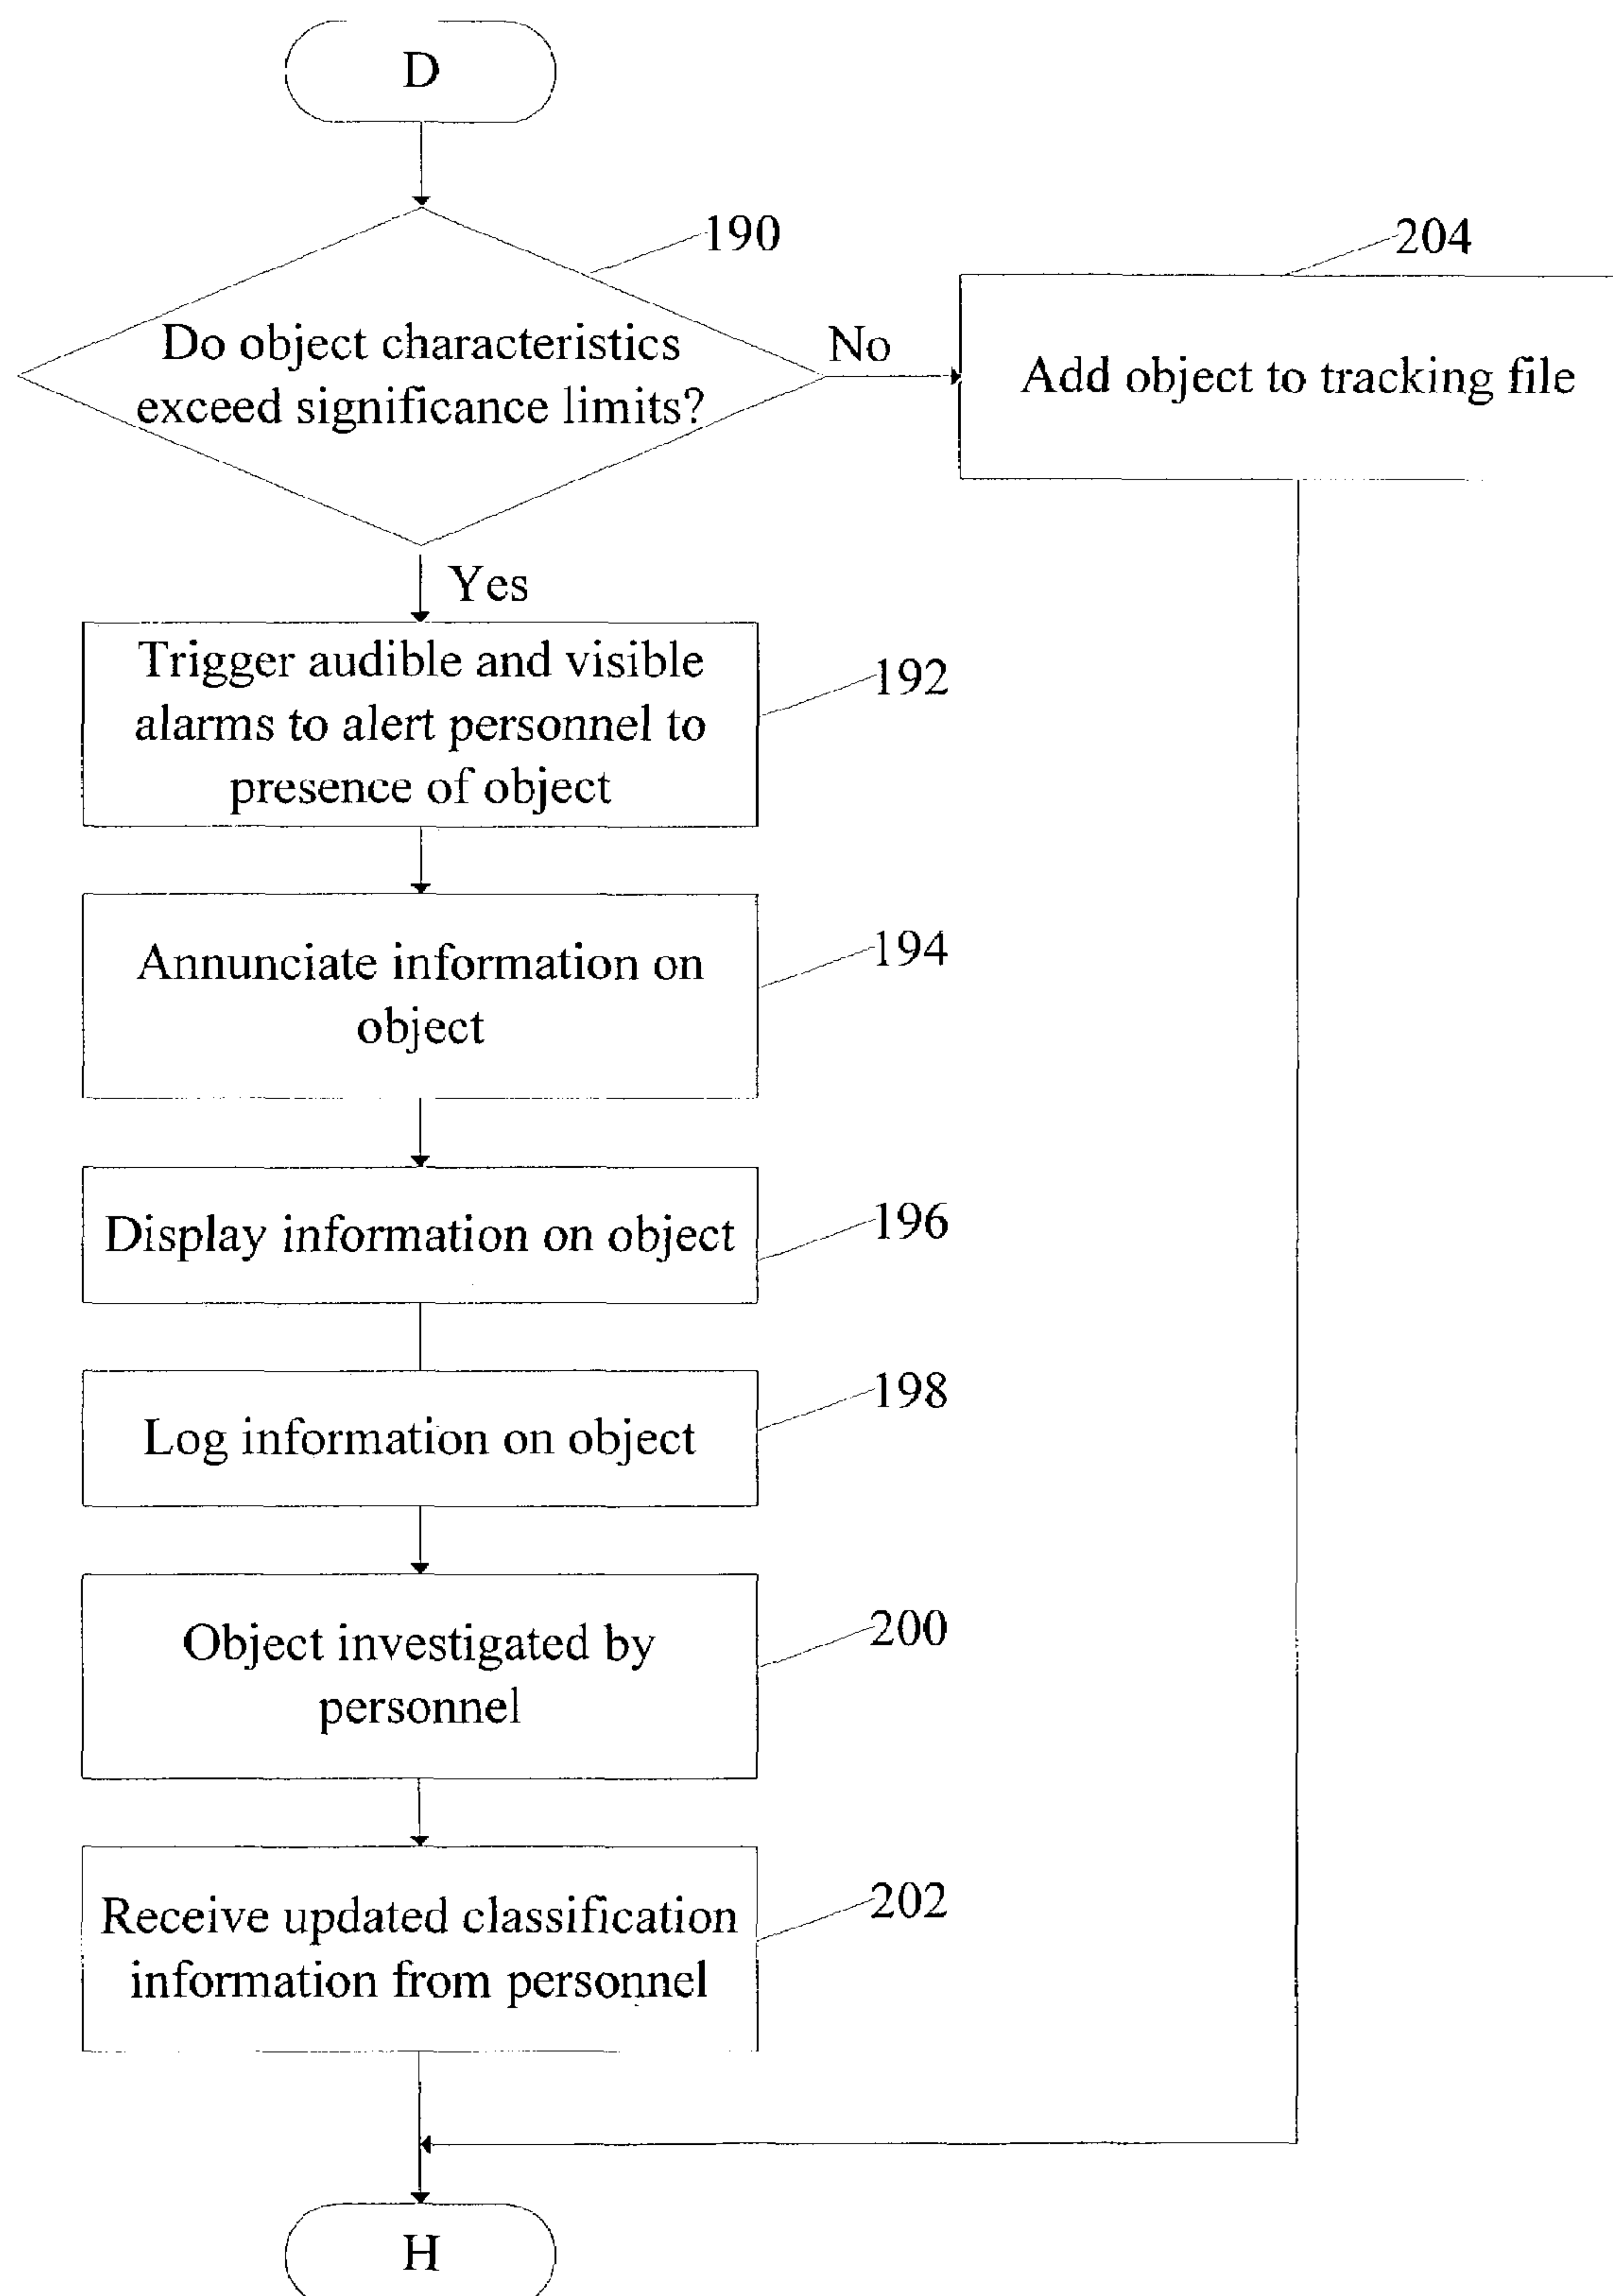 D
190
Do object characteristics
exceed significance limits?
No
204
Add object to tracking file
Yes
Trigger audible and visible
alarms to alert personnel to
presence of object
192
Annunciate information on
object
194
Display information on object
196
Log information on object
198
Object investigated by
personnel
200
Receive updated classification
information from personnel
202
H